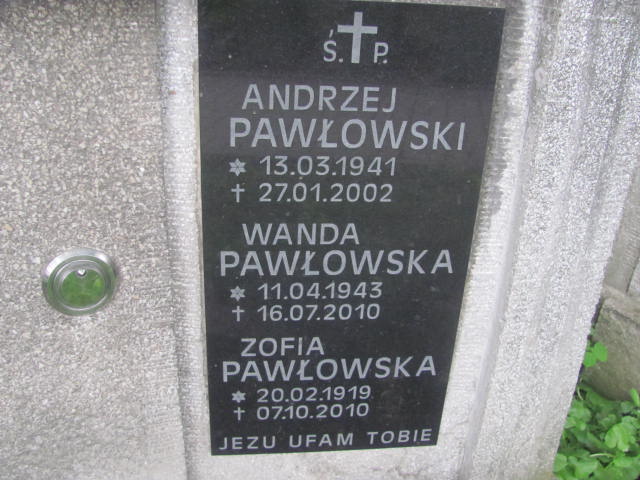 Ś. P.
ANDRZEJ
PAWŁOWSKI
13.03.1941
27.01.2002
WANDA
PAWŁOWSKA
11.04.1943
16.07.2010
ZOFIA
PAWŁOWSKA
20.02.1919
07.10.2010
JEZU UFAM TOBIE